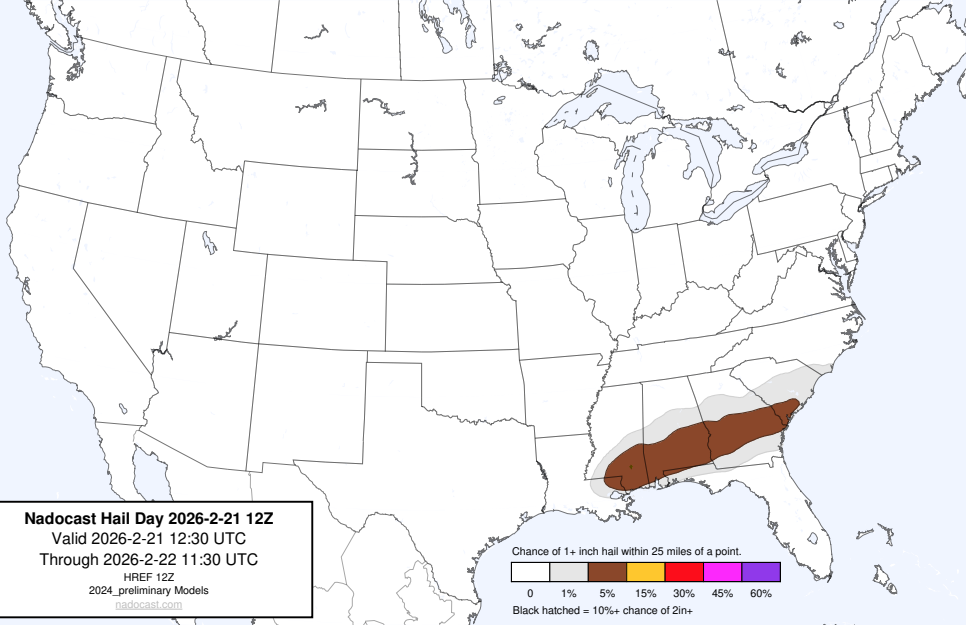 Nadocast Hail Day 2026-2-21 12Z
Valid 2026-2-21 12:30 UTC
Through 2026-2-22 11:30 UTC
HREF 12Z
2024_preliminary Models
nadocast.com
Chance of 1+ inch hail within 25 miles of a point.
0 1% 5% 15% 30% 45% 60%
Black hatched = 10%+ chance of 2in+